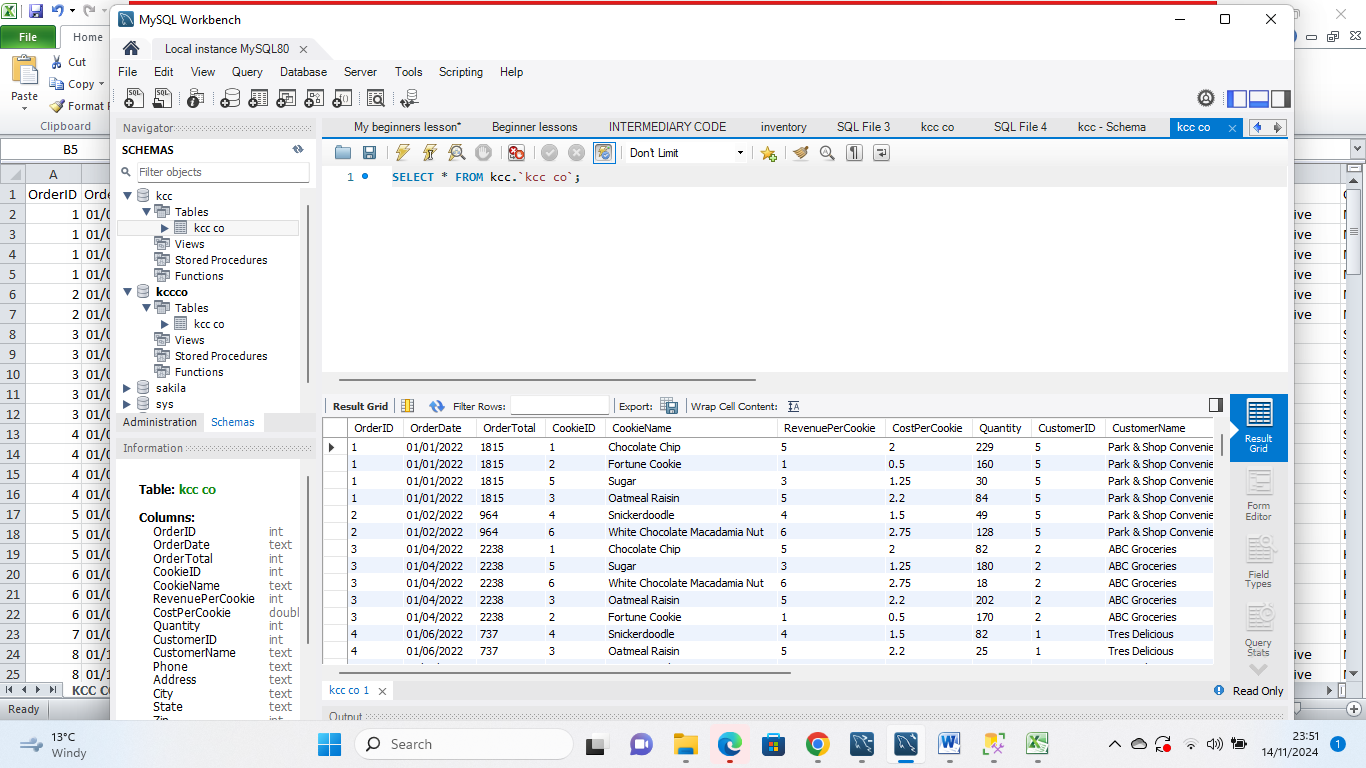 MySQL Workbench
File Home
Local instance MySQL80
Cut
Copy
Paste
Format
Clipboard
File Edit View Query Database Server Tools Scripting Help
B5
Navigator
SCHEMAS
Filter objects
kcc
Tables
kcc co
Views
Stored Procedures
Functions
kccco
Tables
kcc co
Views
Stored Procedures
Functions
sakila
sys
Administration Schemas
Information
Table: kcc co
Columns:
OrderID int
OrderDate text
OrderTotal int
CookieID int
CookieName text
RevenuePerCookie int
CostPerCookie doubl
Quantity int
CustomerID int
CustomerName text
Phone text
Address text
City text
State text
Zip int
My beginners lesson* Beginner lessons INTERMEDIARY CODE inventory SQL File 3 kcc co SQL File 4 kcc - Schema kcc co
Don't Limit
1 SELECT * FROM kcc.`kcc co`;
Result Grid Filter Rows: Export: Wrap Cell Content:
OrderID OrderDate OrderTotal CookieID CookieName RevenuePerCookie CostPerCookie Quantity CustomerID CustomerName
1 01/01/2022 1815 1 Chocolate Chip 5 2 229 5 Park & Shop Convenie
1 01/01/2022 1815 2 Fortune Cookie 1 0.5 160 5 Park & Shop Convenie
1 01/01/2022 1815 5 Sugar 3 1.25 30 5 Park & Shop Convenie
1 01/01/2022 1815 3 Oatmeal Raisin 5 2.2 84 5 Park & Shop Convenie
2 01/02/2022 964 4 Snickerdoodle 4 1.5 49 5 Park & Shop Convenie
2 01/02/2022 964 6 White Chocolate Macadamia Nut 6 2.75 128 5 Park & Shop Convenie
3 01/04/2022 2238 1 Chocolate Chip 5 2 82 2 ABC Groceries
3 01/04/2022 2238 5 Sugar 3 1.25 180 2 ABC Groceries
3 01/04/2022 2238 6 White Chocolate Macadamia Nut 6 2.75 18 2 ABC Groceries
3 01/04/2022 2238 3 Oatmeal Raisin 5 2.2 202 2 ABC Groceries
3 01/04/2022 2238 2 Fortune Cookie 1 0.5 170 2 ABC Groceries
4 01/06/2022 737 4 Snickerdoodle 4 1.5 82 1 Tres Delicious
4 01/06/2022 737 3 Oatmeal Raisin 5 2.2 25 1 Tres Delicious
Result
Grid
Form
Editor
Field
Types
Query
Stats
kcc co 1
Read Only
Output
A
1 OrderID Orde
2 1 01/0
3 1 01/0
4 1 01/0
5 1 01/0
6 2 01/0
7 2 01/0
8 3 01/0
9 3 01/0
10 3 01/0
11 3 01/0
12 3 01/0
13 4 01/0
14 4 01/0
15 4 01/0
16 4 01/0
17 5 01/0
18 5 01/0
19 5 01/0
20 6 01/0
21 6 01/0
22 6 01/0
23 7 01/0
24 8 01/1
25 8 01/1
KCC CO
Ready
13°C
Windy
Search
23:51
14/11/2024
1